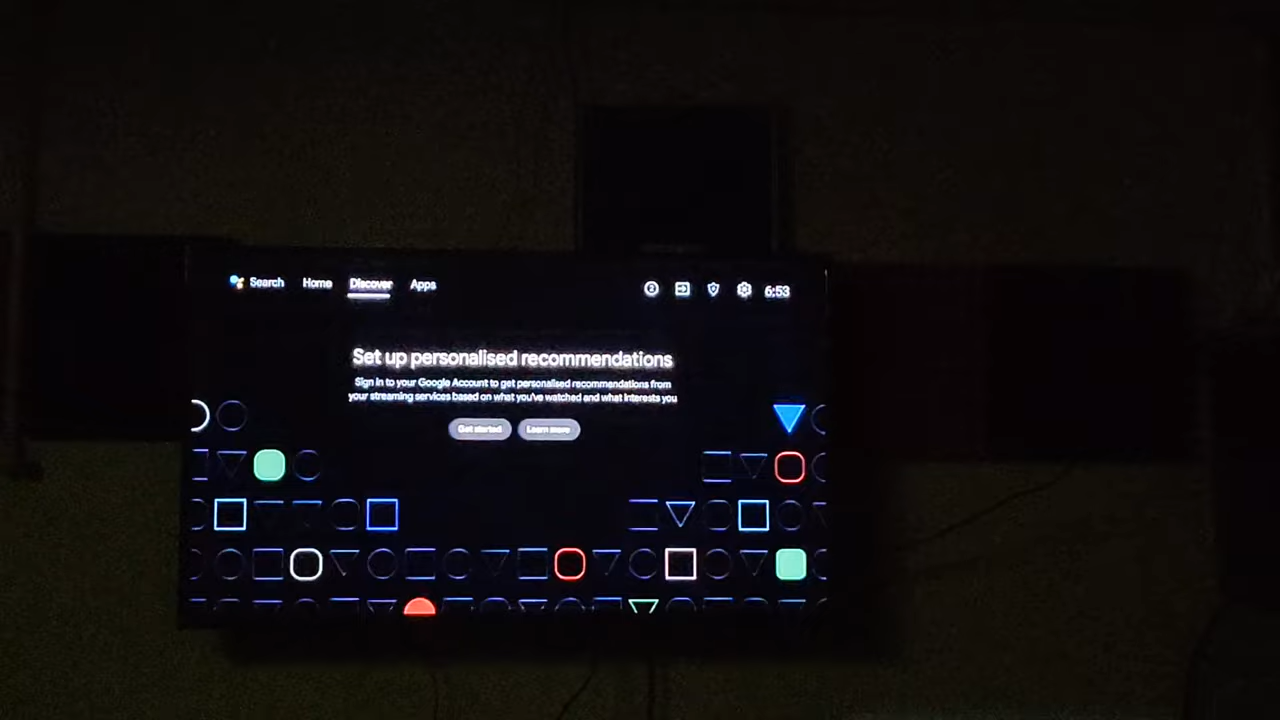 Search Home Discover Apps 6:53
Set up personalised recommendations
Sign in to your Google Account to get personalised recommendations from
your streaming services based on what you've watched and what interests you
Get started Learn more